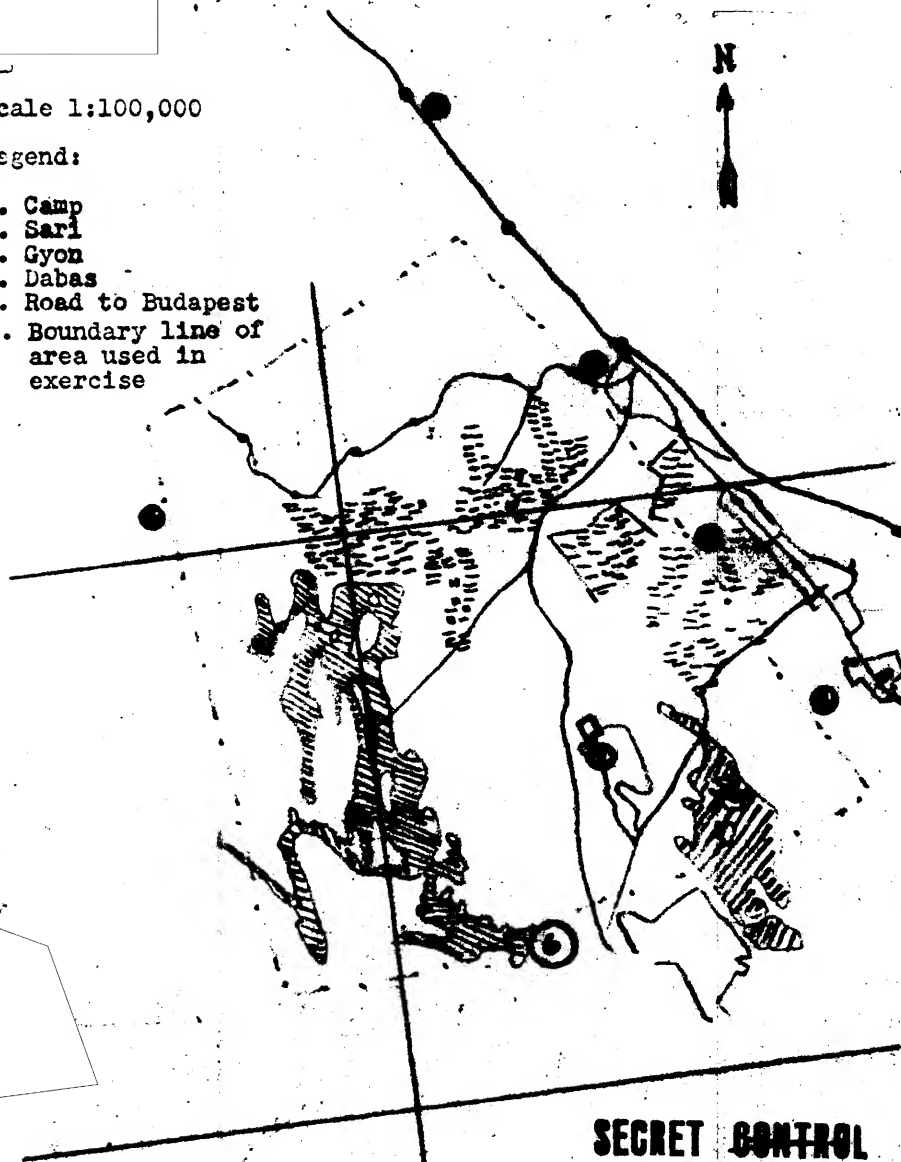 N
cale 1:100,000
egend:
. Camp
. Sari
. Gyon
. Dabas
. Road to Budapest
. Boundary line of
area used in
exercise
SECRET CONTROL